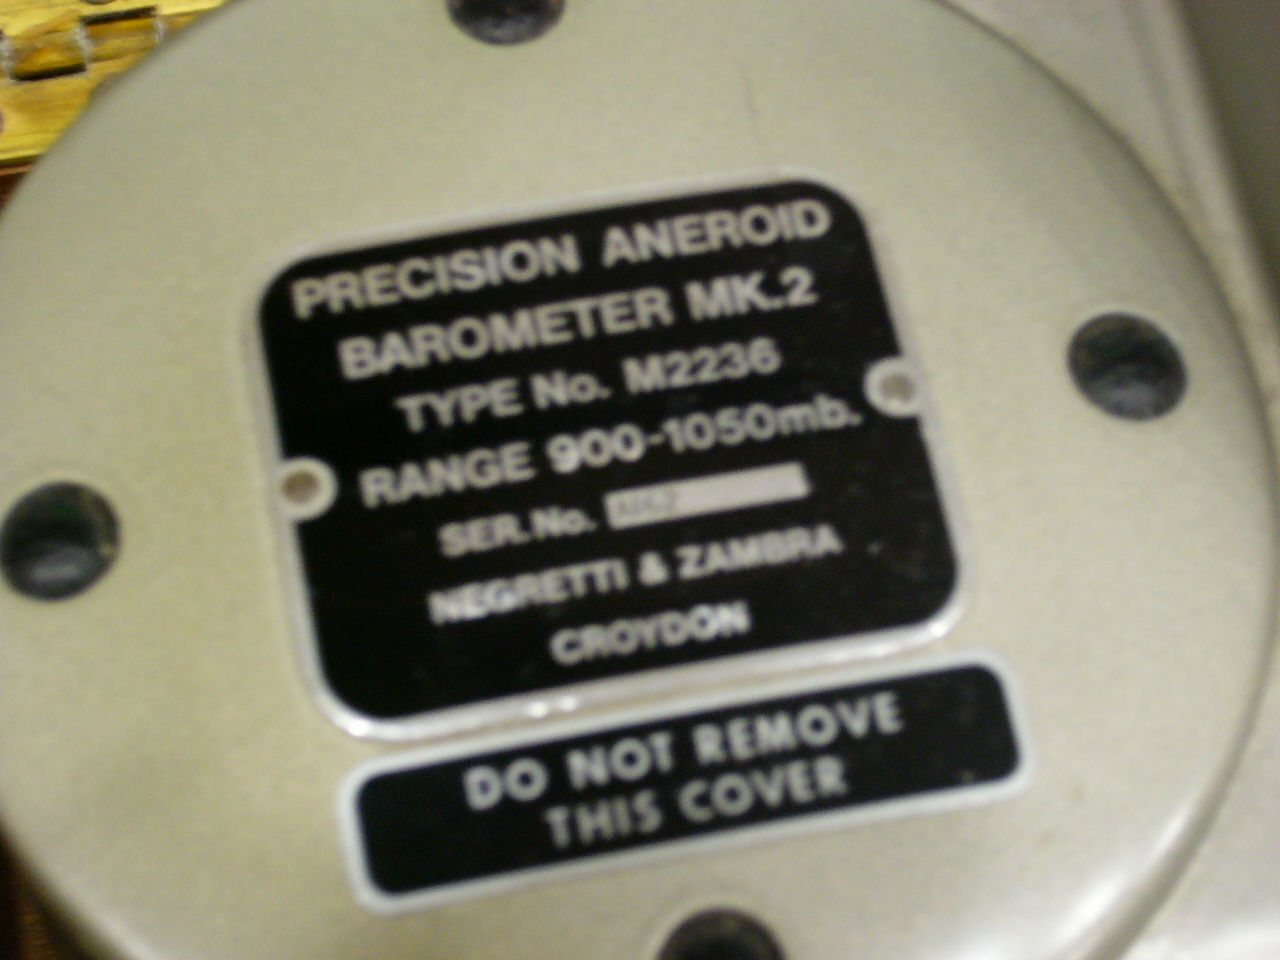 PRECISION ANEROID
BAROMETER MK.2
TYPE No. M2236
RANGE 900-1050mb.
SER.No.
NEGRETTI & ZAMBRA
CROYDON
DO NOT REMOVE
THIS COVER